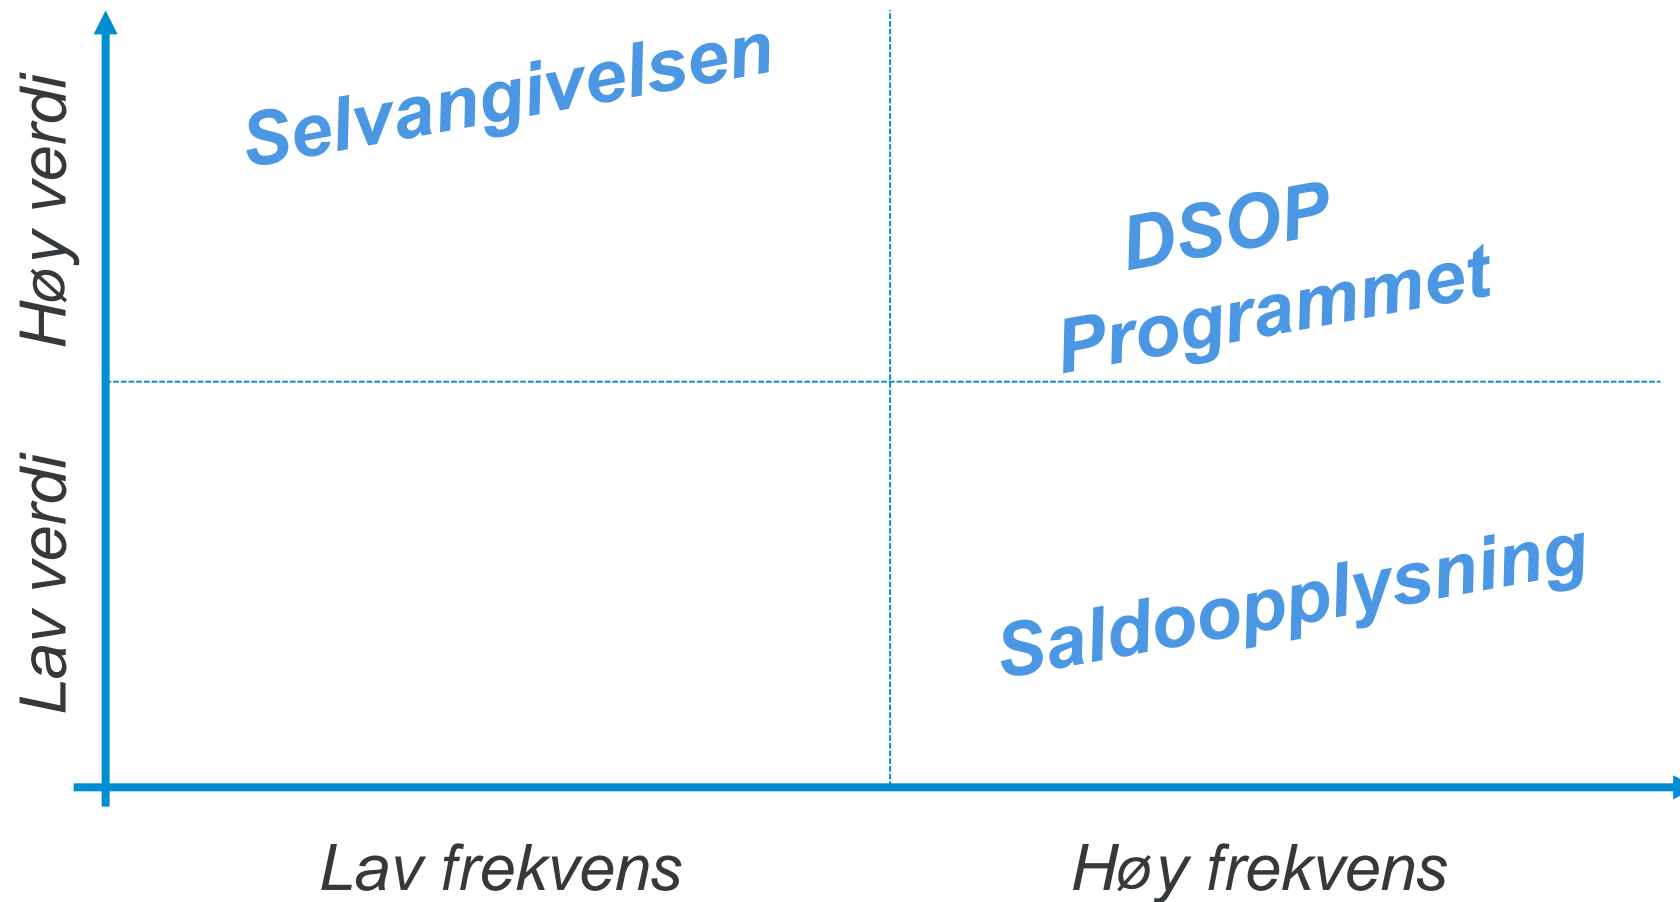 Høy verdi
Selvangivelsen
DSOP
Programmet
Lav verdi
Saldoopplysning
Lav frekvens
Høy frekvens